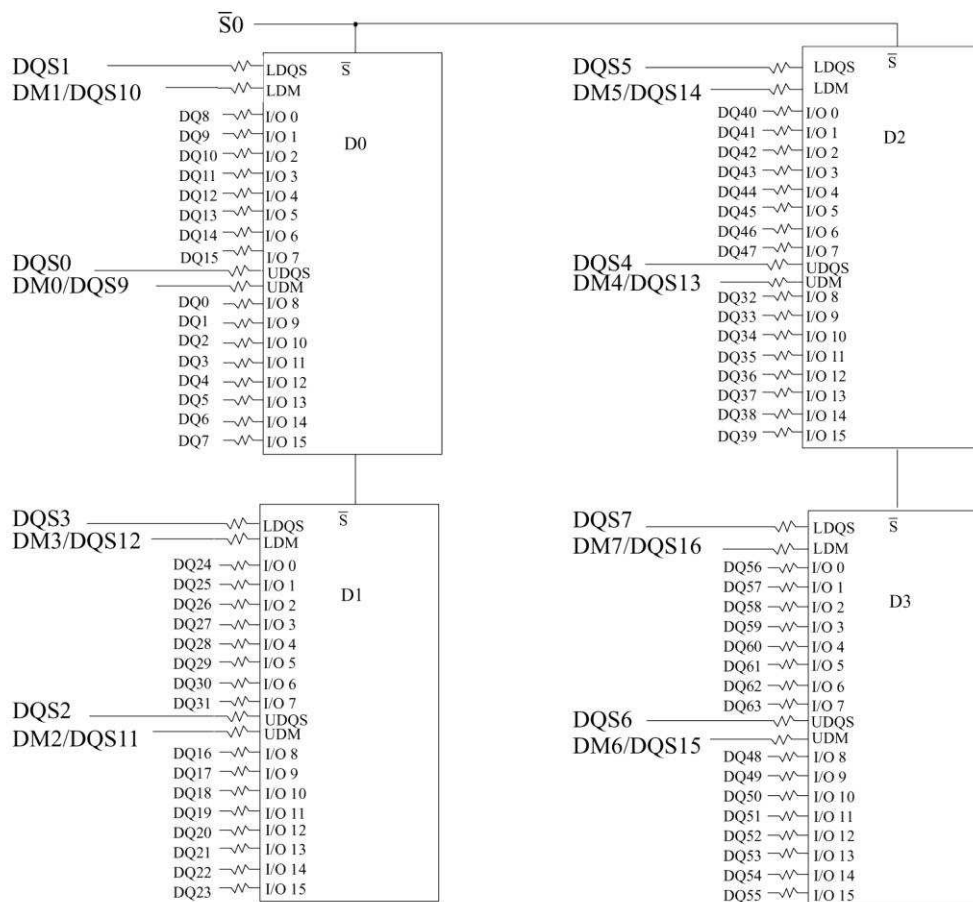 S̅0
DQS1
LDQS
S̅
DM1/DQS10
LDM
D0
DQ8 I/O 0
DQ9 I/O 1
DQ10 I/O 2
DQ11 I/O 3
DQ12 I/O 4
DQ13 I/O 5
DQ14 I/O 6
DQ15 I/O 7
DQS0 UDQS
DM0/DQS9 UDM
DQ0 I/O 8
DQ1 I/O 9
DQ2 I/O 10
DQ3 I/O 11
DQ4 I/O 12
DQ5 I/O 13
DQ6 I/O 14
DQ7 I/O 15
DQS3 LDQS
S̅
DM3/DQS12 LDM
D1
DQ24 I/O 0
DQ25 I/O 1
DQ26 I/O 2
DQ27 I/O 3
DQ28 I/O 4
DQ29 I/O 5
DQ30 I/O 6
DQ31 I/O 7
DQS2 UDQS
DM2/DQS11 UDM
DQ16 I/O 8
DQ17 I/O 9
DQ18 I/O 10
DQ19 I/O 11
DQ20 I/O 12
DQ21 I/O 13
DQ22 I/O 14
DQ23 I/O 15
DQS5 LDQS
S̅
DM5/DQS14 LDM
D2
DQ40 I/O 0
DQ41 I/O 1
DQ42 I/O 2
DQ43 I/O 3
DQ44 I/O 4
DQ45 I/O 5
DQ46 I/O 6
DQ47 I/O 7
DQS4 UDQS
DM4/DQS13 UDM
DQ32 I/O 8
DQ33 I/O 9
DQ34 I/O 10
DQ35 I/O 11
DQ36 I/O 12
DQ37 I/O 13
DQ38 I/O 14
DQ39 I/O 15
DQS7 LDQS
S̅
DM7/DQS16 LDM
D3
DQ56 I/O 0
DQ57 I/O 1
DQ58 I/O 2
DQ59 I/O 3
DQ60 I/O 4
DQ61 I/O 5
DQ62 I/O 6
DQ63 I/O 7
DQS6 UDQS
DM6/DQS15 UDM
DQ48 I/O 8
DQ49 I/O 9
DQ50 I/O 10
DQ51 I/O 11
DQ52 I/O 12
DQ53 I/O 13
DQ54 I/O 14
DQ55 I/O 15